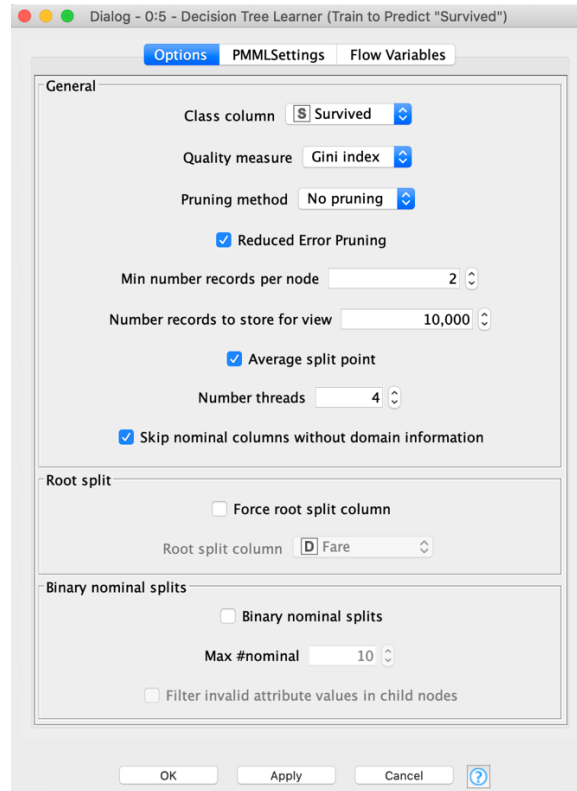 Dialog - 0:5 - Decision Tree Learner (Train to Predict "Survived")
Options PMMLSettings Flow Variables
General
Class column S Survived
Quality measure Gini index
Pruning method No pruning
Reduced Error Pruning
Min number records per node 2
Number records to store for view 10,000
Average split point
Number threads 4
Skip nominal columns without domain information
Root split
Force root split column
Root split column D Fare
Binary nominal splits
Binary nominal splits
Max #nominal 10
Filter invalid attribute values in child nodes
OK Apply Cancel ?